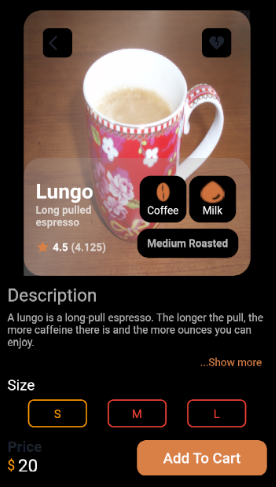 Lungo
Long pulled
espresso
Coffee
Milk
4.5 (4.125)
Medium Roasted
Description
A lungo is a long-pull espresso. The longer the pull, the
more caffeine there is and the more ounces you can
enjoy.
...Show more
Size
S
M
L
Price
$ 20
Add To Cart